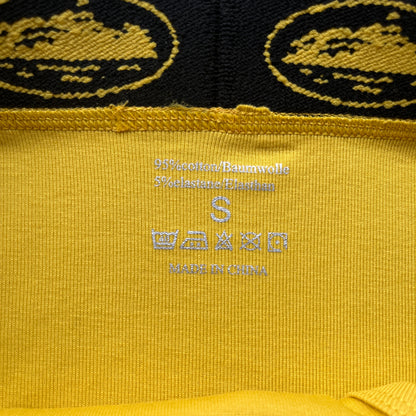 95%cotton/Baumwolle
5%elastane/Elasthan
S
MADE IN CHINA